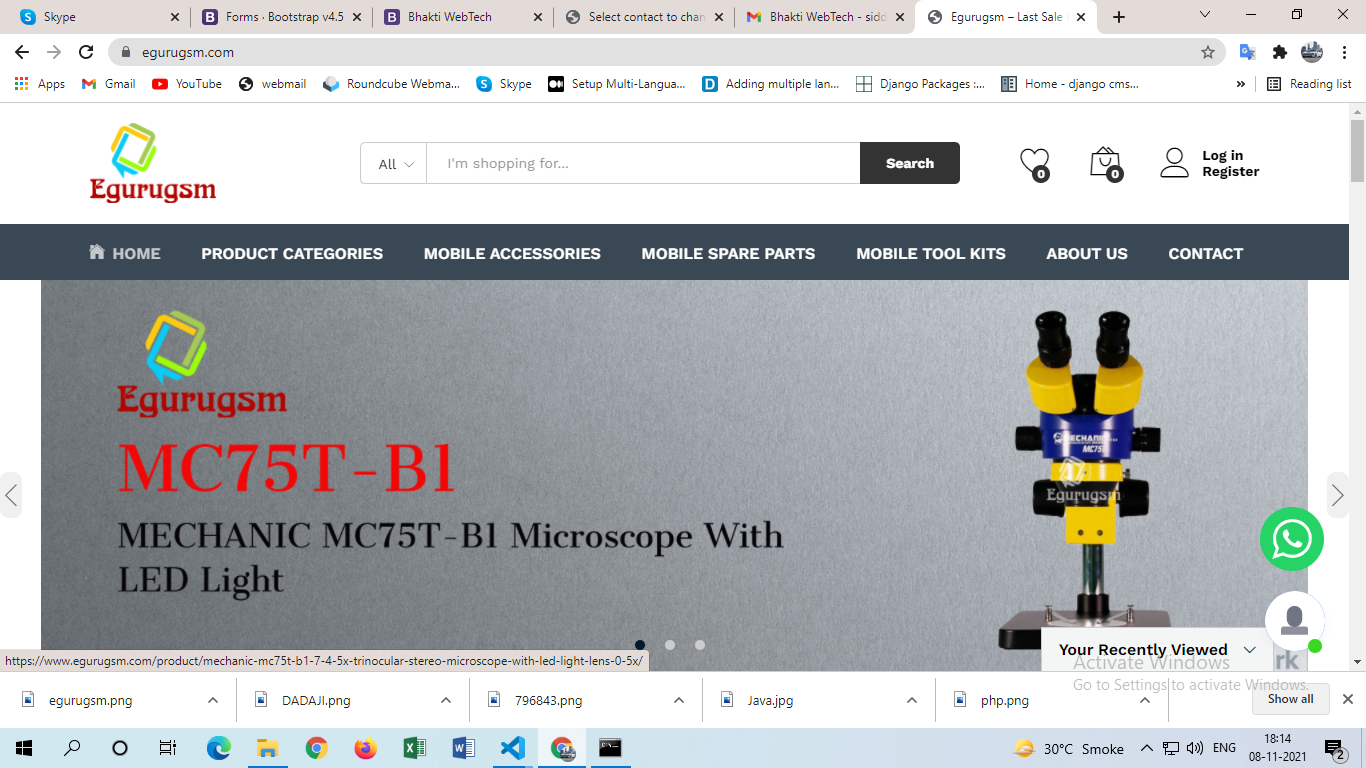 Skype
Forms · Bootstrap v4.5
Bhakti WebTech
Select contact to chan
Bhakti WebTech - sidd
Egurugsm – Last Sale
egurugsm.com
Apps
Gmail
YouTube
webmail
Roundcube Webma...
Skype
Setup Multi-Langua...
Adding multiple lan...
Django Packages :...
Home - django cms...
»
Reading list
Egurugsm
All
I'm shopping for...
Search
0
0
Log in
Register
HOME
PRODUCT CATEGORIES
MOBILE ACCESSORIES
MOBILE SPARE PARTS
MOBILE TOOL KITS
ABOUT US
CONTACT
Egurugsm
MC75T-B1
MECHANIC MC75T-B1 Microscope With
LED Light
MECHANIC
MC75T
Egurugsm
Your Recently Viewed
rk
https://www.egurugsm.com/product/mechanic-mc75t-b1-7-4-5x-trinocular-stereo-microscope-with-led-light-lens-0-5x/
Activate Windows
Go to Settings to activate Windows.
egurugsm.png
DADAJI.png
796843.png
Java.jpg
php.png
Show all
30°C Smoke
ENG
18:14
08-11-2021
2